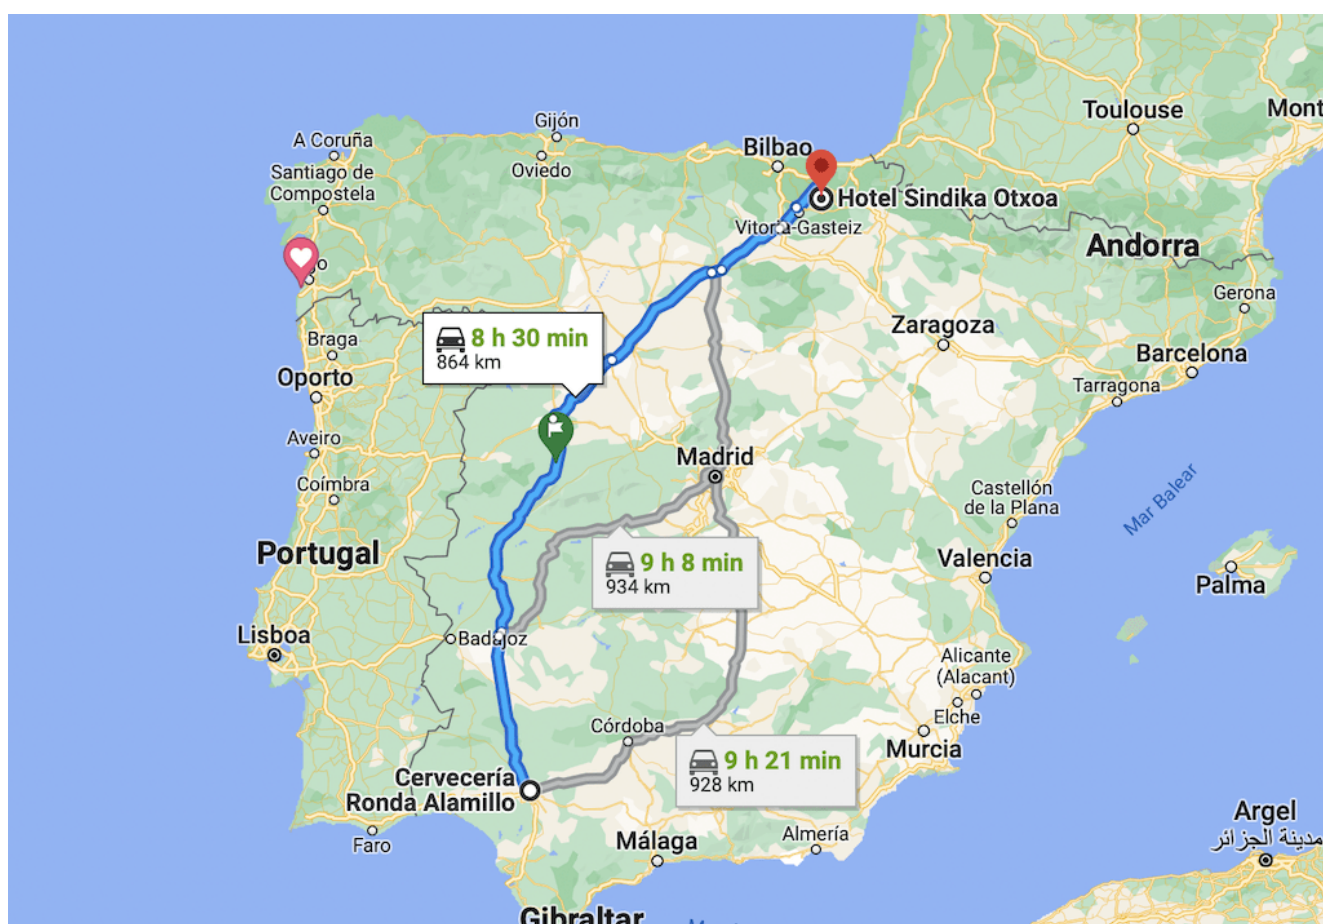 Toulouse
Mont
Gijón
A Coruña
Bilbao
Oviedo
Santiago de
Compostela
Hotel Sindika Otxoa
Vitoria-Gasteiz
Andorra
go
Gerona
8 h 30 min
864 km
Zaragoza
Braga
Barcelona
Oporto
Tarragona
Aveiro
Madrid
Coímbra
Castellón
de la Plana
Mar Balear
Portugal
9 h 8 min
934 km
Valencia
Palma
Lisboa
Badajoz
Alicante
(Alacant)
Elche
Córdoba
Murcia
9 h 21 min
928 km
Cervecería
Ronda Alamillo
Faro
Málaga
Almería
Argel
مدينة الجزائر
Gibraltar